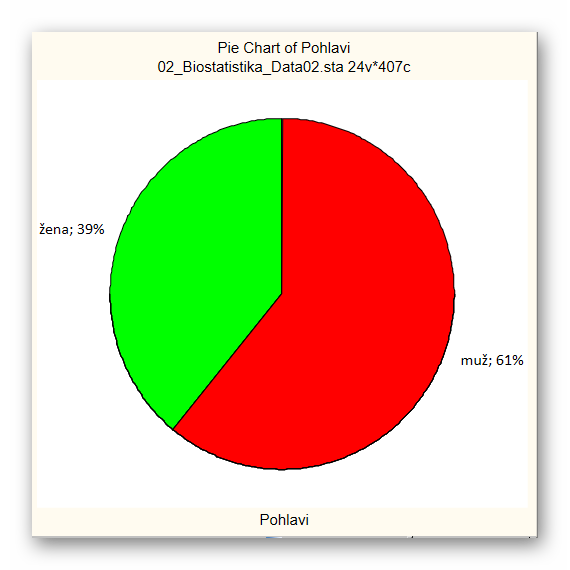 Pie Chart of Pohlavi
02_Biostatistika_Data02.sta 24v*407c
žena; 39%
muž; 61%
Pohlavi